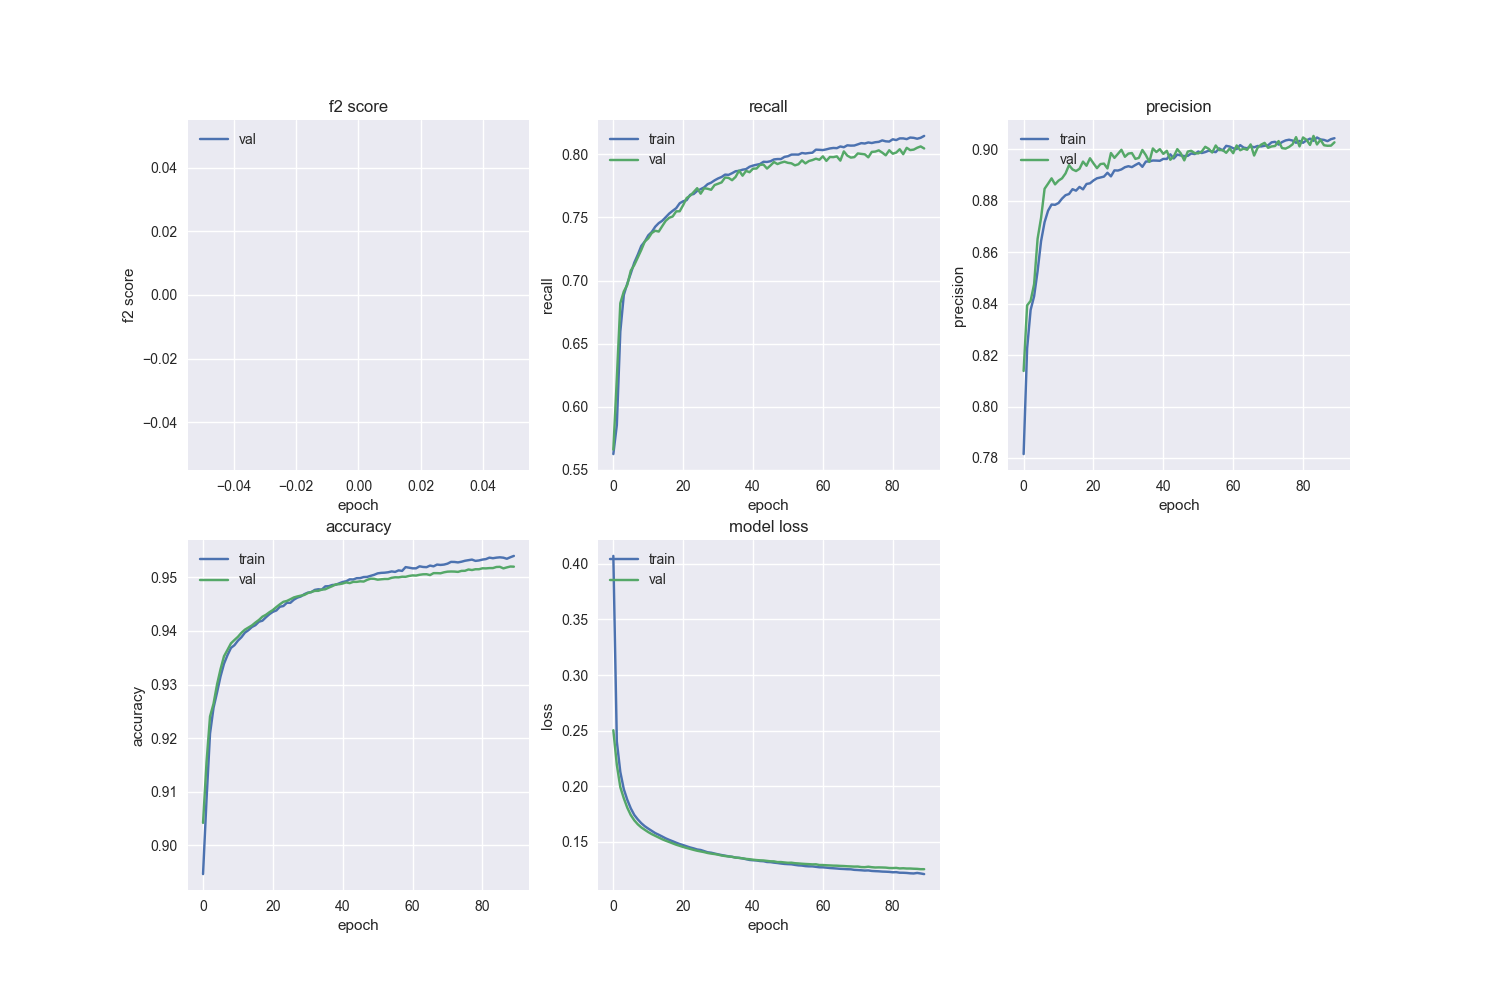 f2 score
val
0.04
0.02
0.00
−0.02
−0.04
f2 score
−0.04 −0.02 0.00 0.02 0.04
epoch
recall
train
val
0.80
0.75
0.70
0.65
0.60
0.55
recall
0 20 40 60 80
epoch
precision
train
val
0.90
0.88
0.86
0.84
0.82
0.80
0.78
precision
0 20 40 60 80
epoch
accuracy
train
val
0.95
0.94
0.93
0.92
0.91
0.90
accuracy
0 20 40 60 80
epoch
model loss
train
val
0.40
0.35
0.30
0.25
0.20
0.15
loss
0 20 40 60 80
epoch